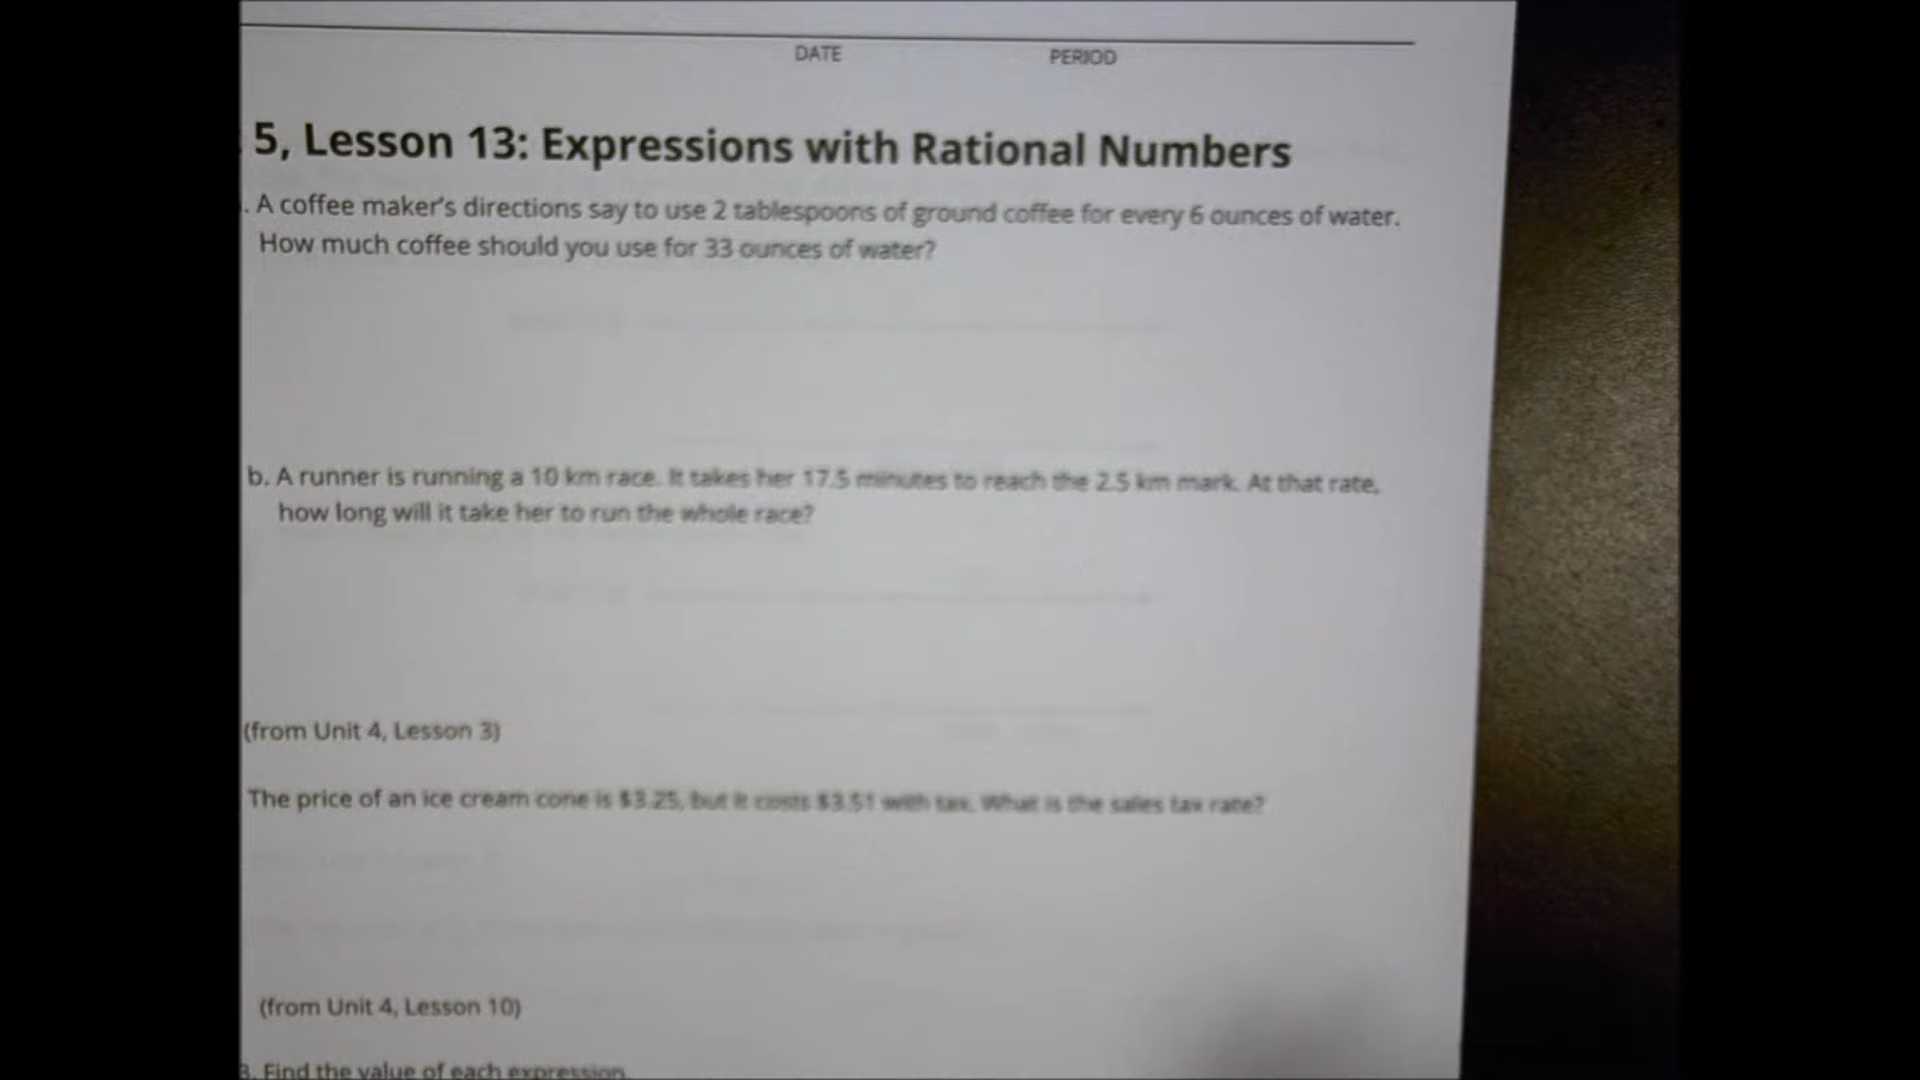 DATE PERIOD
5, Lesson 13: Expressions with Rational Numbers
. A coffee maker's directions say to use 2 tablespoons of ground coffee for every 6 ounces of water.
How much coffee should you use for 33 ounces of water?
b. A runner is running a 10 km race. It takes her 17.5 minutes to reach the 2.5 km mark. At that rate,
how long will it take her to run the whole race?
(from Unit 4, Lesson 3)
The price of an ice cream cone is $3.25, but it costs $3.51 with tax. What is the sales tax rate?
(from Unit 4, Lesson 10)
3. Find the value of each expression.